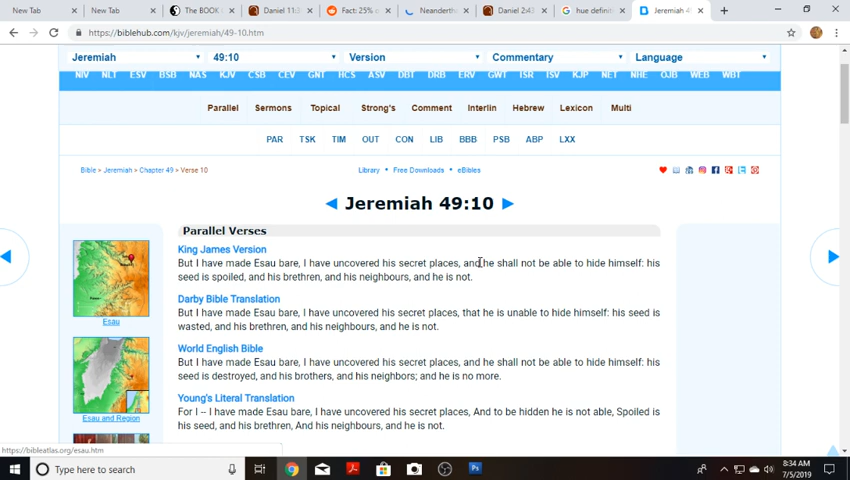 New Tab New Tab The BOOK Daniel 11:3 Fact: 25% Neanderth Daniel 2:43 hue definit Jeremiah 4
https://biblehub.com/kjv/jeremiah/49-10.htm
Jeremiah 49:10 Version Commentary Language
NIV NLT ESV BSB NAS KJV CSB CEV GNT HCS ASV DBT DRB ERV GWT ISR ISV KJP NET NHE OJB WEB WBT
Parallel Sermons Topical Strong's Comment Interlin Hebrew Lexicon Multi
PAR TSK TIM OUT CON LIB BBB PSB ABP LXX
Bible > Jeremiah > Chapter 49 > Verse 10 Library • Free Downloads • eBibles
◄ Jeremiah 49:10 ►
Parallel Verses
King James Version
But I have made Esau bare, I have uncovered his secret places, and he shall not be able to hide himself: his
seed is spoiled, and his brethren, and his neighbours, and he is not.
Darby Bible Translation
But I have made Esau bare, I have uncovered his secret places, that he is unable to hide himself: his seed is
wasted, and his brethren, and his neighbours, and he is not.
World English Bible
But I have made Esau bare, I have uncovered his secret places, and he shall not be able to hide himself: his
seed is destroyed, and his brothers, and his neighbors; and he is no more.
Young's Literal Translation
For I -- I have made Esau bare, I have uncovered his secret places, And to be hidden he is not able, Spoiled is
his seed, and his brethren, And his neighbours, and he is not.
Esau
Esau and Region
https://bibleatlas.org/esau.htm
Type here to search
8:34 AM
7/5/2019